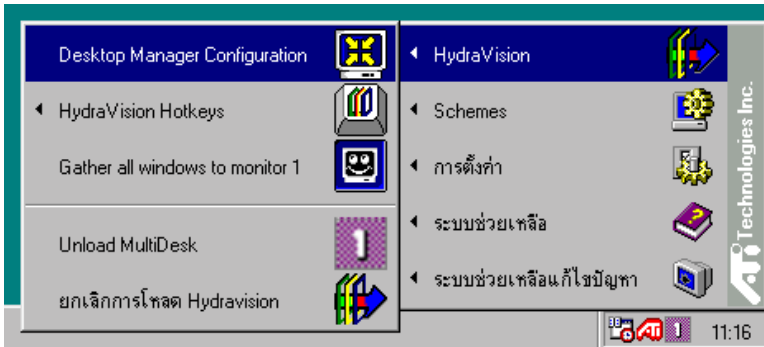 Desktop Manager Configuration
HydraVision Hotkeys
Gather all windows to monitor 1
Unload MultiDesk
ยกเลิกการโหลด Hydravision
HydraVision
Schemes
การตั้งค่า
ระบบช่วยเหลือ
ระบบช่วยเหลือแก้ไขปัญหา
ATi Technologies Inc.
ATI 1 11:16